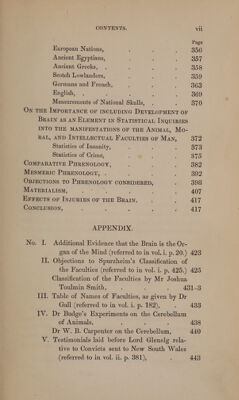 CONTENTS. vii
Page
European Nations, . . . 356
Ancient Egyptians, . . . 357
Ancient Greeks, . . . 358
Scotch Lowlanders, . . . 359
Germans and French, . . . 363
English, . . . 369
Measurements of National Skulls, . . 370
On the Importance of including Development of
Brain as an Element in Statistical Inquiries
into the manifestations of the Animal, Mo-
ral, and Intellectual Faculties of Man, 372
Statistics of Insanity, . . . 373
Statistics of Crime, . . . 375
Comparative Phrenology, . . . 382
Mesmeric Phrenology, . . . 392
Objections to Phrenology considered, . 398
Materialism, . . . 407
Effects of Injuries of the Brain, . . 417
Conclusion, . . . 417
APPENDIX.
No. I. Additional Evidence that the Brain is the Or-
gan of the Mind (referred to in vol. i. p. 20.) 423
II. Objections to Spurzheim's Classification of
the Faculties (referred to in vol. i. p. 425.) 425
Classification of the Faculties by Mr Joshua
Toulmin Smith, . . 431-3
III. Table of Names of Faculties, as given by Dr
Gall (referred to in vol. i. p. 182), . 433
IV. Dr Budge's Experiments on the Cerebellum
of Animals, . . . 438
Dr W. B. Carpenter on the Cerebellum, 440
V. Testimonials laid before Lord Glenelg rela-
tive to Convicts sent to New South Wales
(referred to in vol. ii. p. 381), . 443